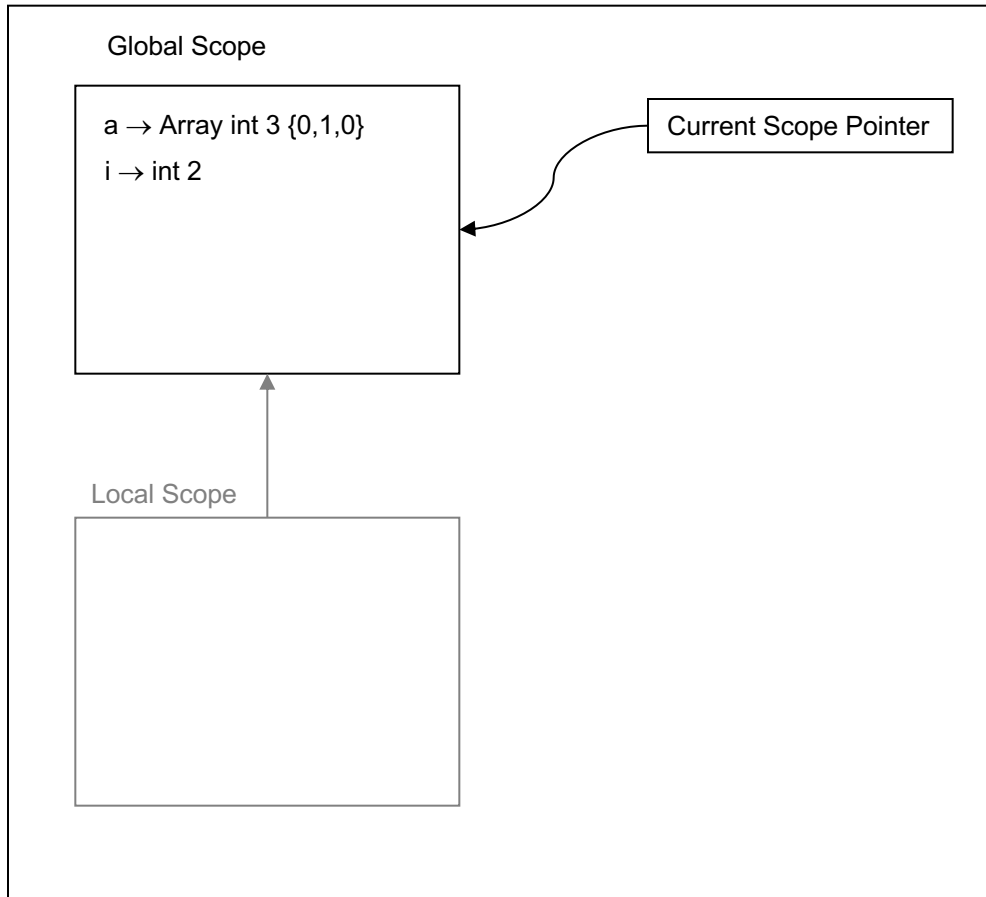 Global Scope
a → Array int 3 {0,1,0}
i → int 2
Current Scope Pointer
Local Scope